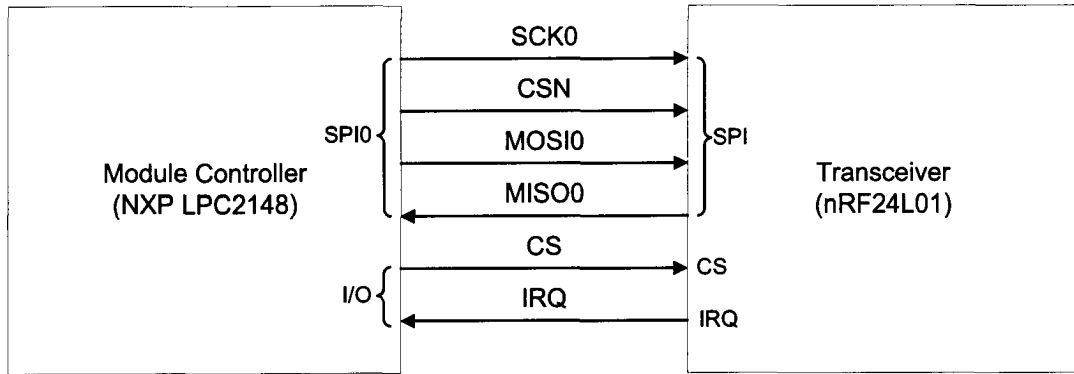 SCK0
CSN
SPI0
SPI
MOSI0
Module Controller
(NXP LPC2148)
Transceiver
(nRF24L01)
MISO0
CS
CS
I/O
IRQ
IRQ